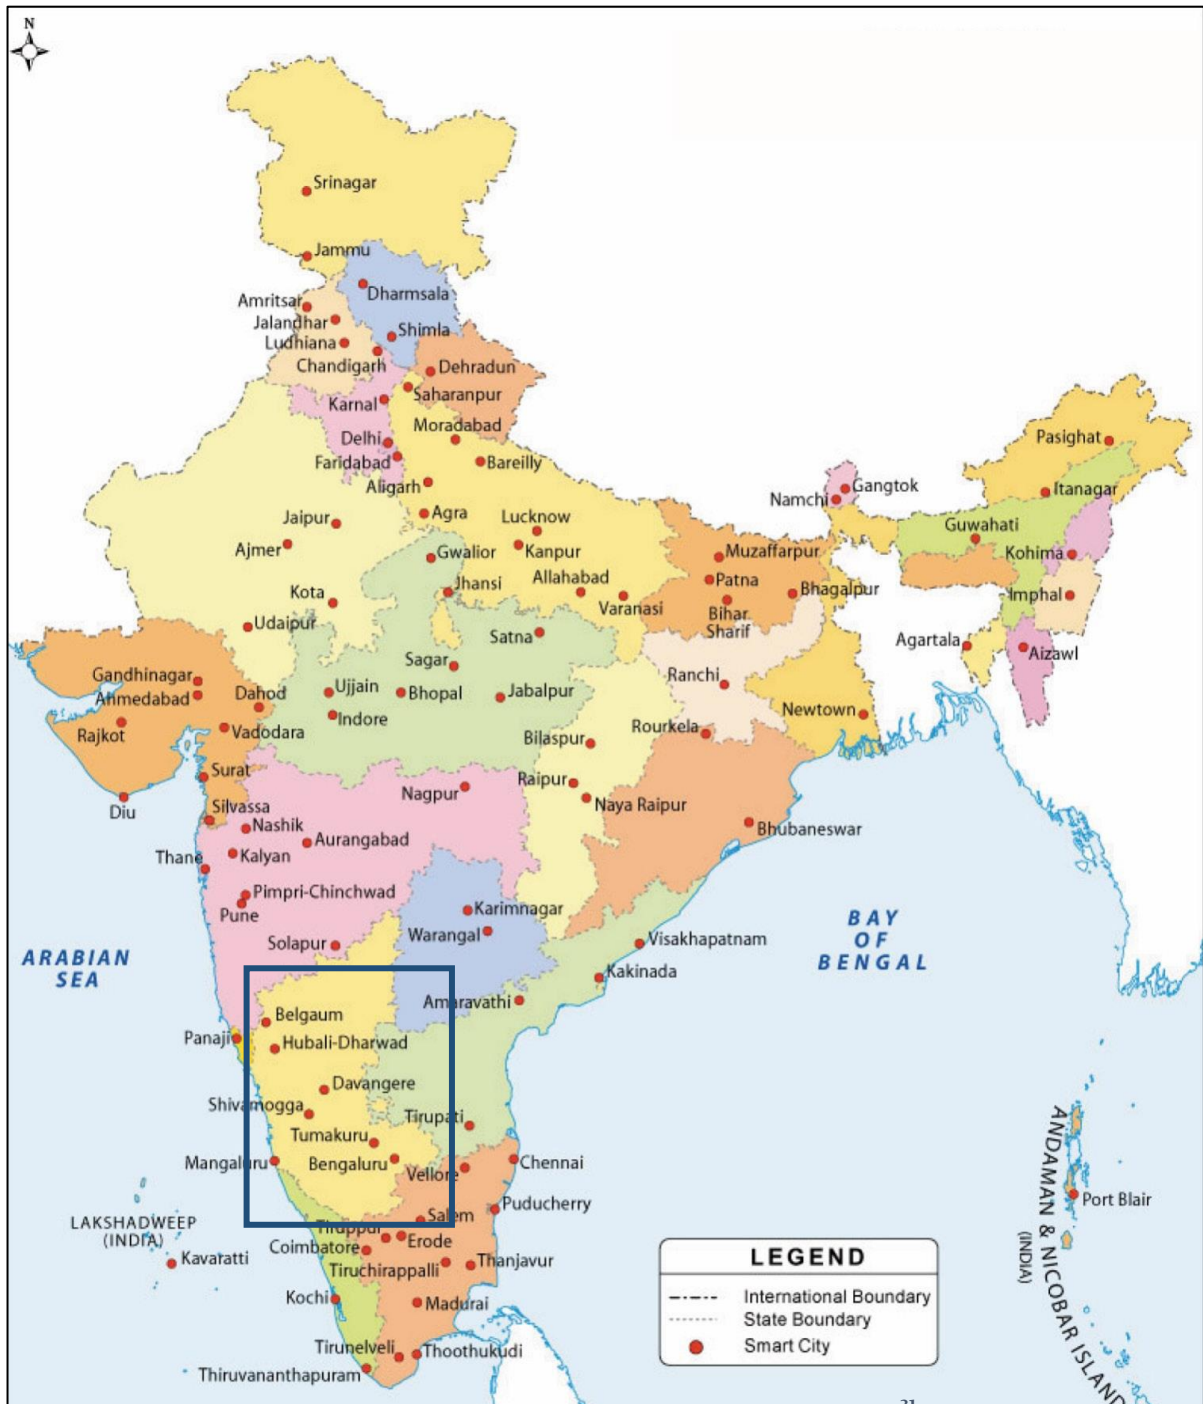 N
Srinagar
Jammu
Dharmsala
Amritsar
Jalandhar
Shimla
Ludhiana
Chandigarh
Dehradun
Saharanpur
Karnal
Moradabad
Delhi
Pasighat
Faridabad
Bareilly
Aligarh
Gangtok
Namchi
Itanagar
Agra
Lucknow
Jaipur
Guwahati
Ajmer
Gwalior
Kanpur
Muzaffarpur
Kohima
Jhansi
Allahabad
Patna
Bhagalpur
Kota
Varanasi
Bihar
Sharif
Imphal
Udaipur
Satna
Agartala
Aizawl
Sagar
Gandhinagar
Ranchi
Ahmedabad
Dahod
Ujjain
Bhopal
Jabalpur
Newtown
Rajkot
Indore
Vadodara
Rourkela
Bilaspur
Surat
Raipur
Nagpur
Diu
Silvassa
Naya Raipur
Nashik
Bhubaneswar
Aurangabad
Thane
Kalyan
Pimpri-Chinchwad
Pune
Karimnagar
Warangal
BAY
OF
BENGAL
Solapur
Visakhapatnam
ARABIAN
SEA
Kakinada
Amaravathi
Belgaum
Panaji
Hubali-Dharwad
Davangere
Shivamogga
Tirupati
Tumakuru
Mangaluru
Bengaluru
Vellore
Chennai
Puducherry
Port Blair
LAKSHADWEEP
(INDIA)
Salem
Tiruppur
Erode
Coimbatore
Kavaratti
Tiruchirappalli
Thanjavur
ANDAMAN & NICOBAR ISLAND
(INDIA)
LEGEND
International Boundary
State Boundary
Smart City
Kochi
Madurai
Tirunelveli
Thoothukudi
Thiruvananthapuram